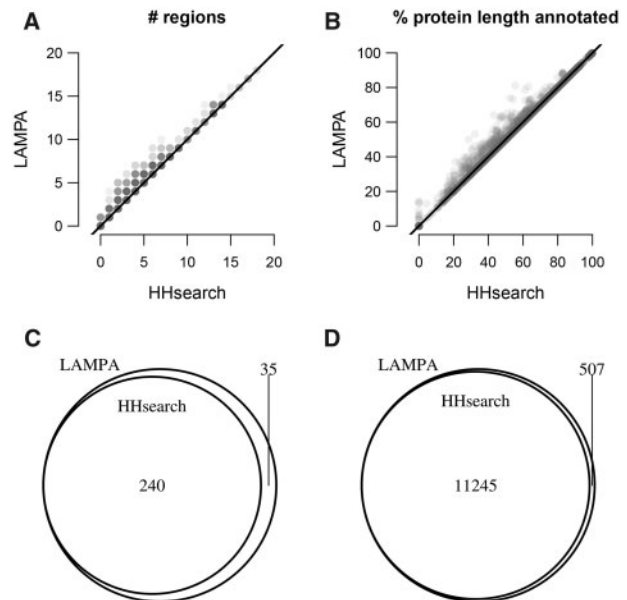 A # regions
20
15
10
5
0
LAMPA
0 5 10 15 20
HHsearch
B % protein length annotated
100
80
60
40
20
0
LAMPA
0 20 40 60 80 100
HHsearch
C
LAMPA
35
HHsearch
240
D
LAMPA
507
HHsearch
11245